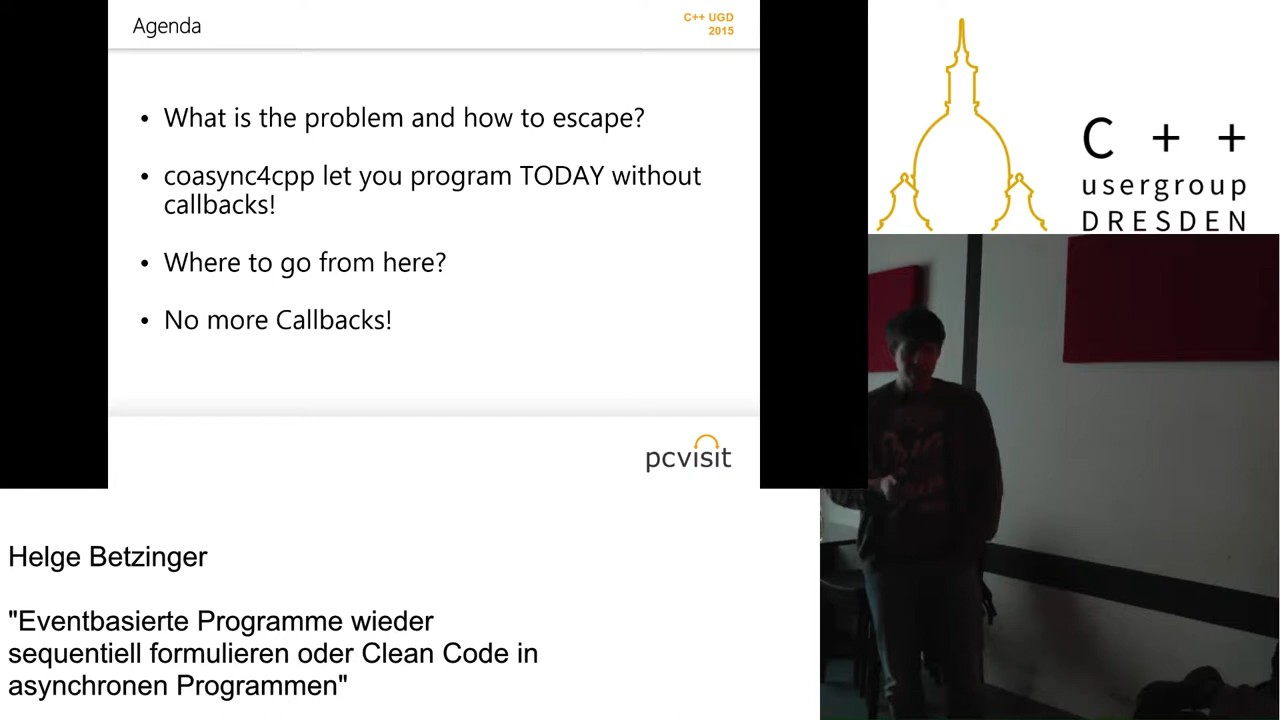 Agenda
C++ UGD
2015
• What is the problem and how to escape?
• coasync4cpp let you program TODAY without
callbacks!
• Where to go from here?
• No more Callbacks!
pcvisit
C + +
usergroup
DRESDEN
Helge Betzinger
"Eventbasierte Programme wieder
sequentiell formulieren oder Clean Code in
asynchronen Programmen"